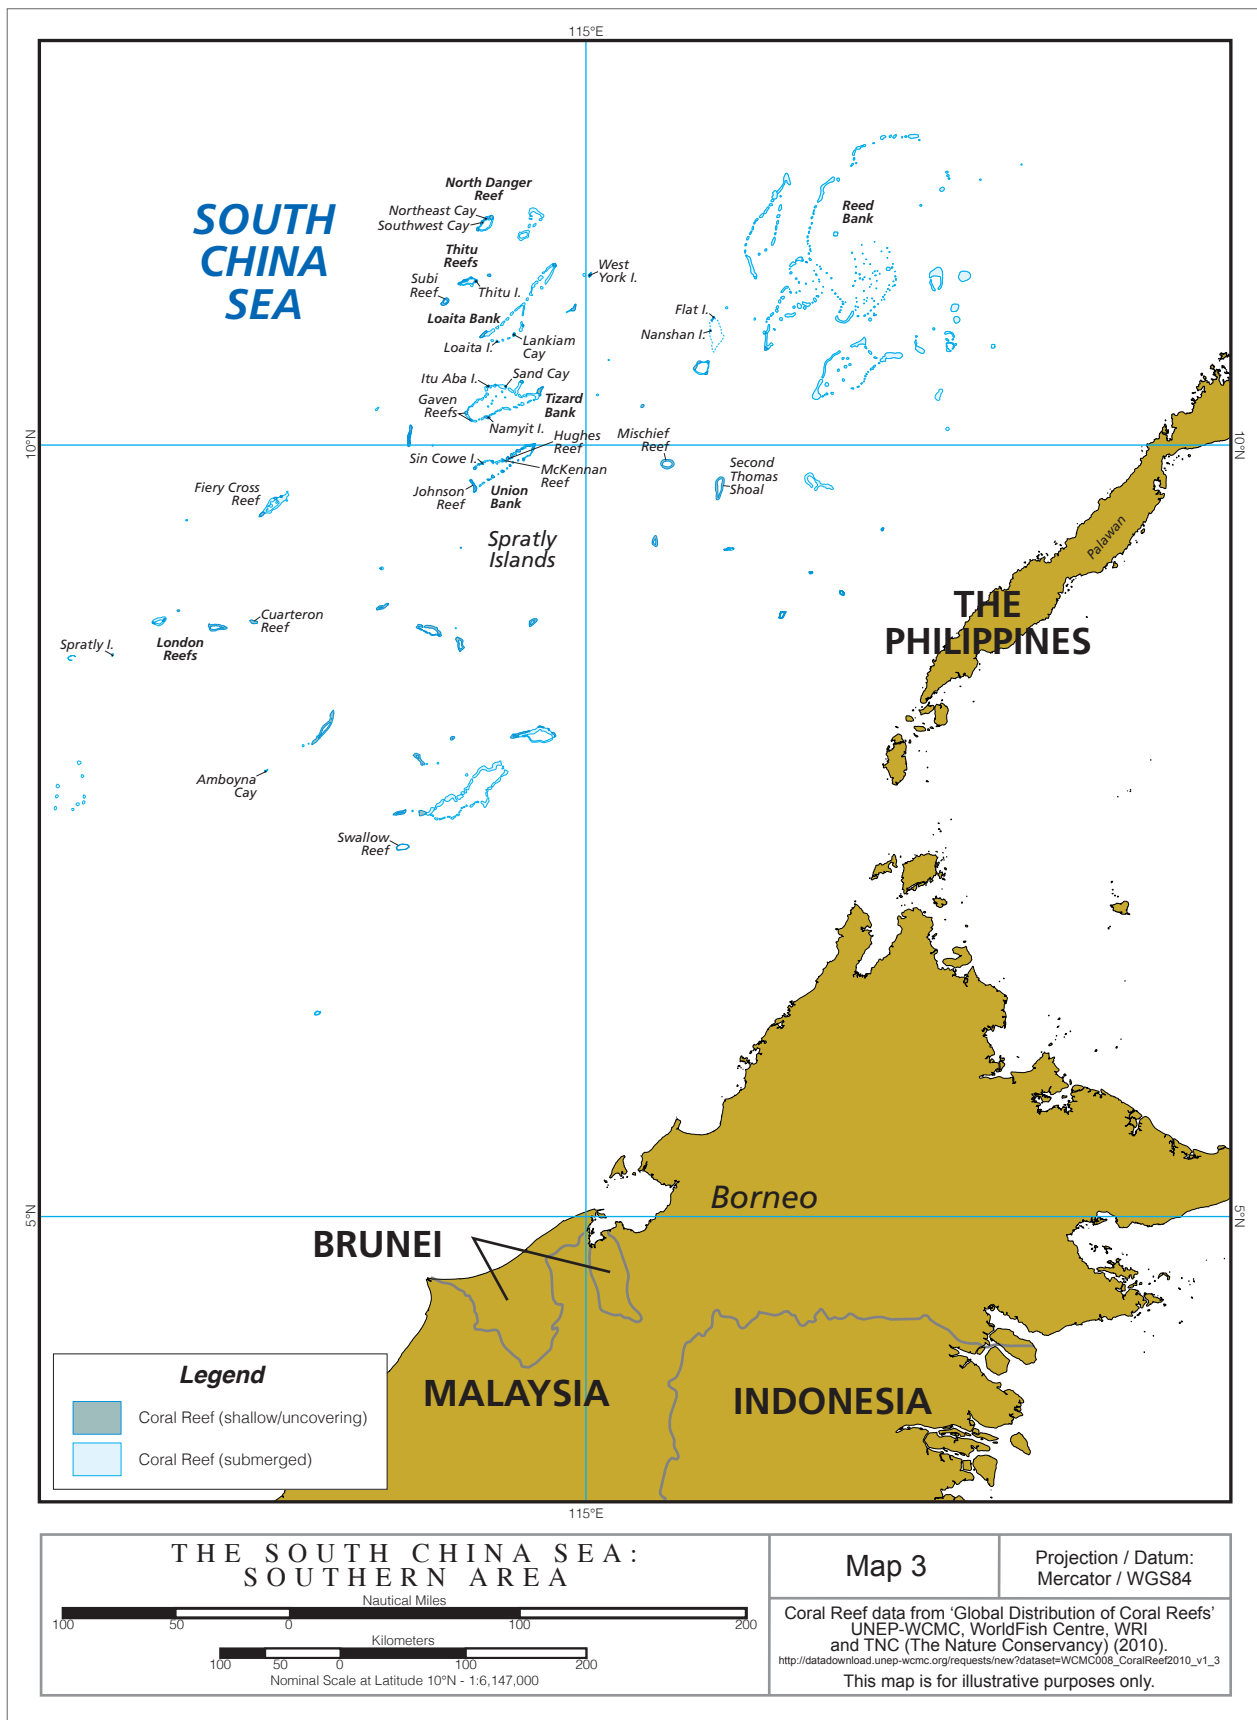 115°E
SOUTH
CHINA
SEA
North Danger
Reef
Northeast Cay
Southwest Cay
Thitu
Reefs
Subi
Reef
Thitu I.
Loaita Bank
Loaita I.
Lankiam
Cay
West
York I.
Reed
Bank
Flat I.
Nanshan I.
Itu Aba I.
Sand Cay
Gaven
Reefs
Tizard
Bank
Namyit I.
Hughes
Reef
Mischief
Reef
10°N
10°N
Sin Cowe I.
McKennan
Reef
Second
Thomas
Shoal
Johnson
Reef
Union
Bank
Fiery Cross
Reef
Spratly
Islands
Palawan
THE
PHILIPPINES
Cuarteron
Reef
Spratly I.
London
Reefs
Amboyna
Cay
Swallow
Reef
Borneo
5°N
5°N
BRUNEI
MALAYSIA
INDONESIA
Legend
Coral Reef (shallow/uncovering)
Coral Reef (submerged)
115°E
THE SOUTH CHINA SEA:
SOUTHERN AREA
Nautical Miles
100 50 0 100 200
Kilometers
100 50 0 100 200
Nominal Scale at Latitude 10°N - 1:6,147,000
Map 3
Projection / Datum:
Mercator / WGS84
Coral Reef data from 'Global Distribution of Coral Reefs'
UNEP-WCMC, WorldFish Centre, WRI
and TNC (The Nature Conservancy) (2010).
http://datadownload.unep-wcmc.org/requests/new?dataset=WCMC008_CoralReef2010_v1_3
This map is for illustrative purposes only.